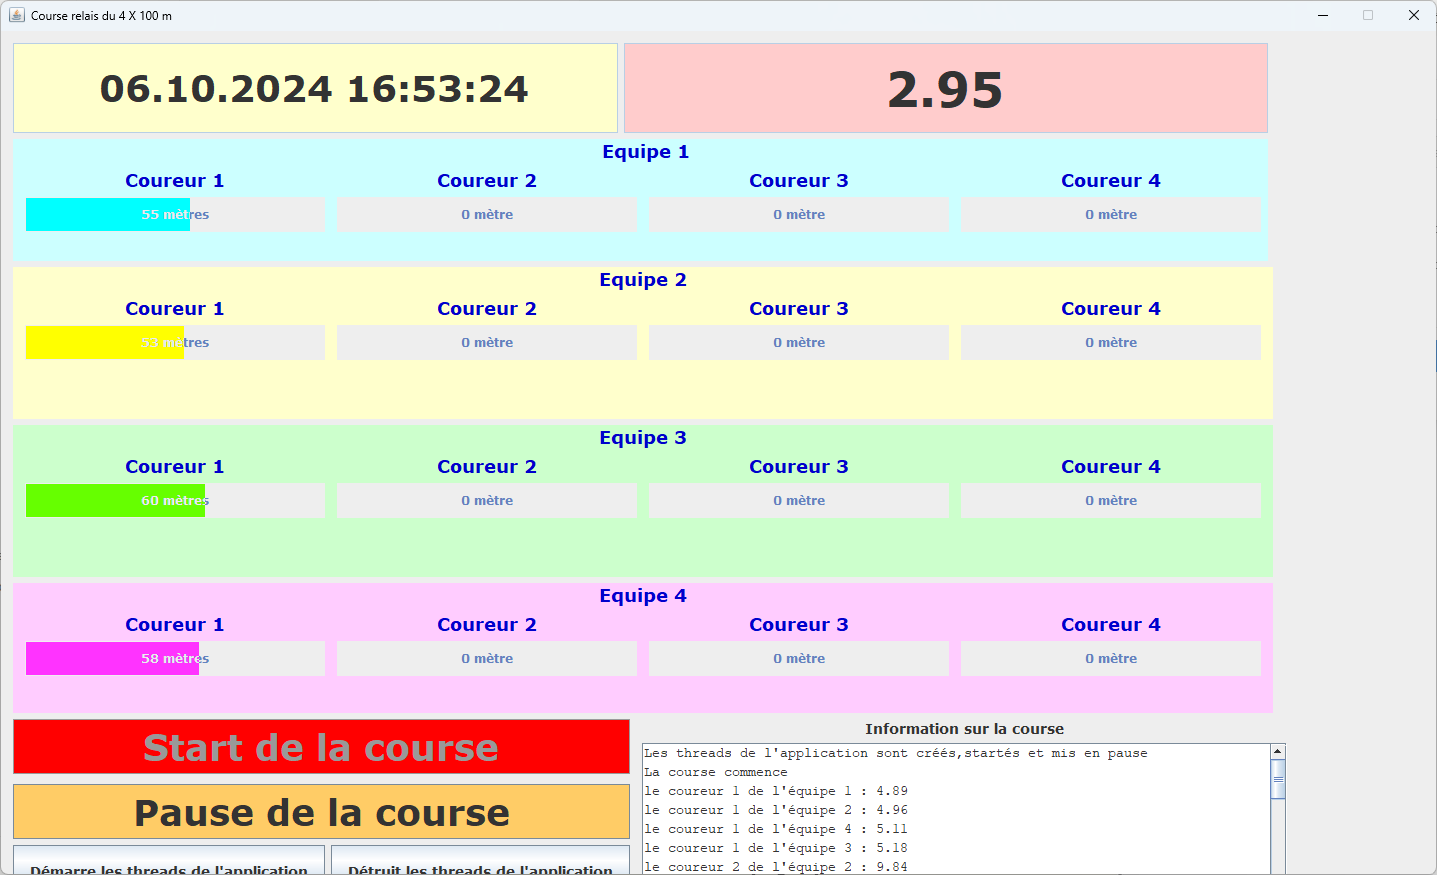 Course relais du 4 X 100 m
06.10.2024 16:53:24
2.95
Equipe 1
Coureur 1 Coureur 2 Coureur 3 Coureur 4
55 mètres 0 mètre 0 mètre 0 mètre
Equipe 2
Coureur 1 Coureur 2 Coureur 3 Coureur 4
53 mètres 0 mètre 0 mètre 0 mètre
Equipe 3
Coureur 1 Coureur 2 Coureur 3 Coureur 4
60 mètres 0 mètre 0 mètre 0 mètre
Equipe 4
Coureur 1 Coureur 2 Coureur 3 Coureur 4
58 mètres 0 mètre 0 mètre 0 mètre
Start de la course
Pause de la course
Démarre les threads de l'application
Détruit les threads de l'application
Information sur la course
Les threads de l'application sont créés,startés et mis en pause
La course commence
le coureur 1 de l'équipe 1 : 4.89
le coureur 1 de l'équipe 2 : 4.96
le coureur 1 de l'équipe 4 : 5.11
le coureur 1 de l'équipe 3 : 5.18
le coureur 2 de l'équipe 2 : 9.84